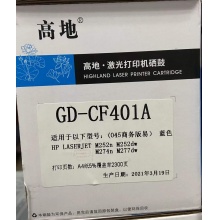 高地
高地·激光打印机硒鼓
HIGHLAND LASER PRINTER CARTRIDGE
GD-CF401A
适用于以下型号：（045商务版易） 蓝色
HP LASERJET M252n M252dw
M274n M277dw
打印页数：A4纸5%覆盖率2300页
生产日期：2021年3月19日